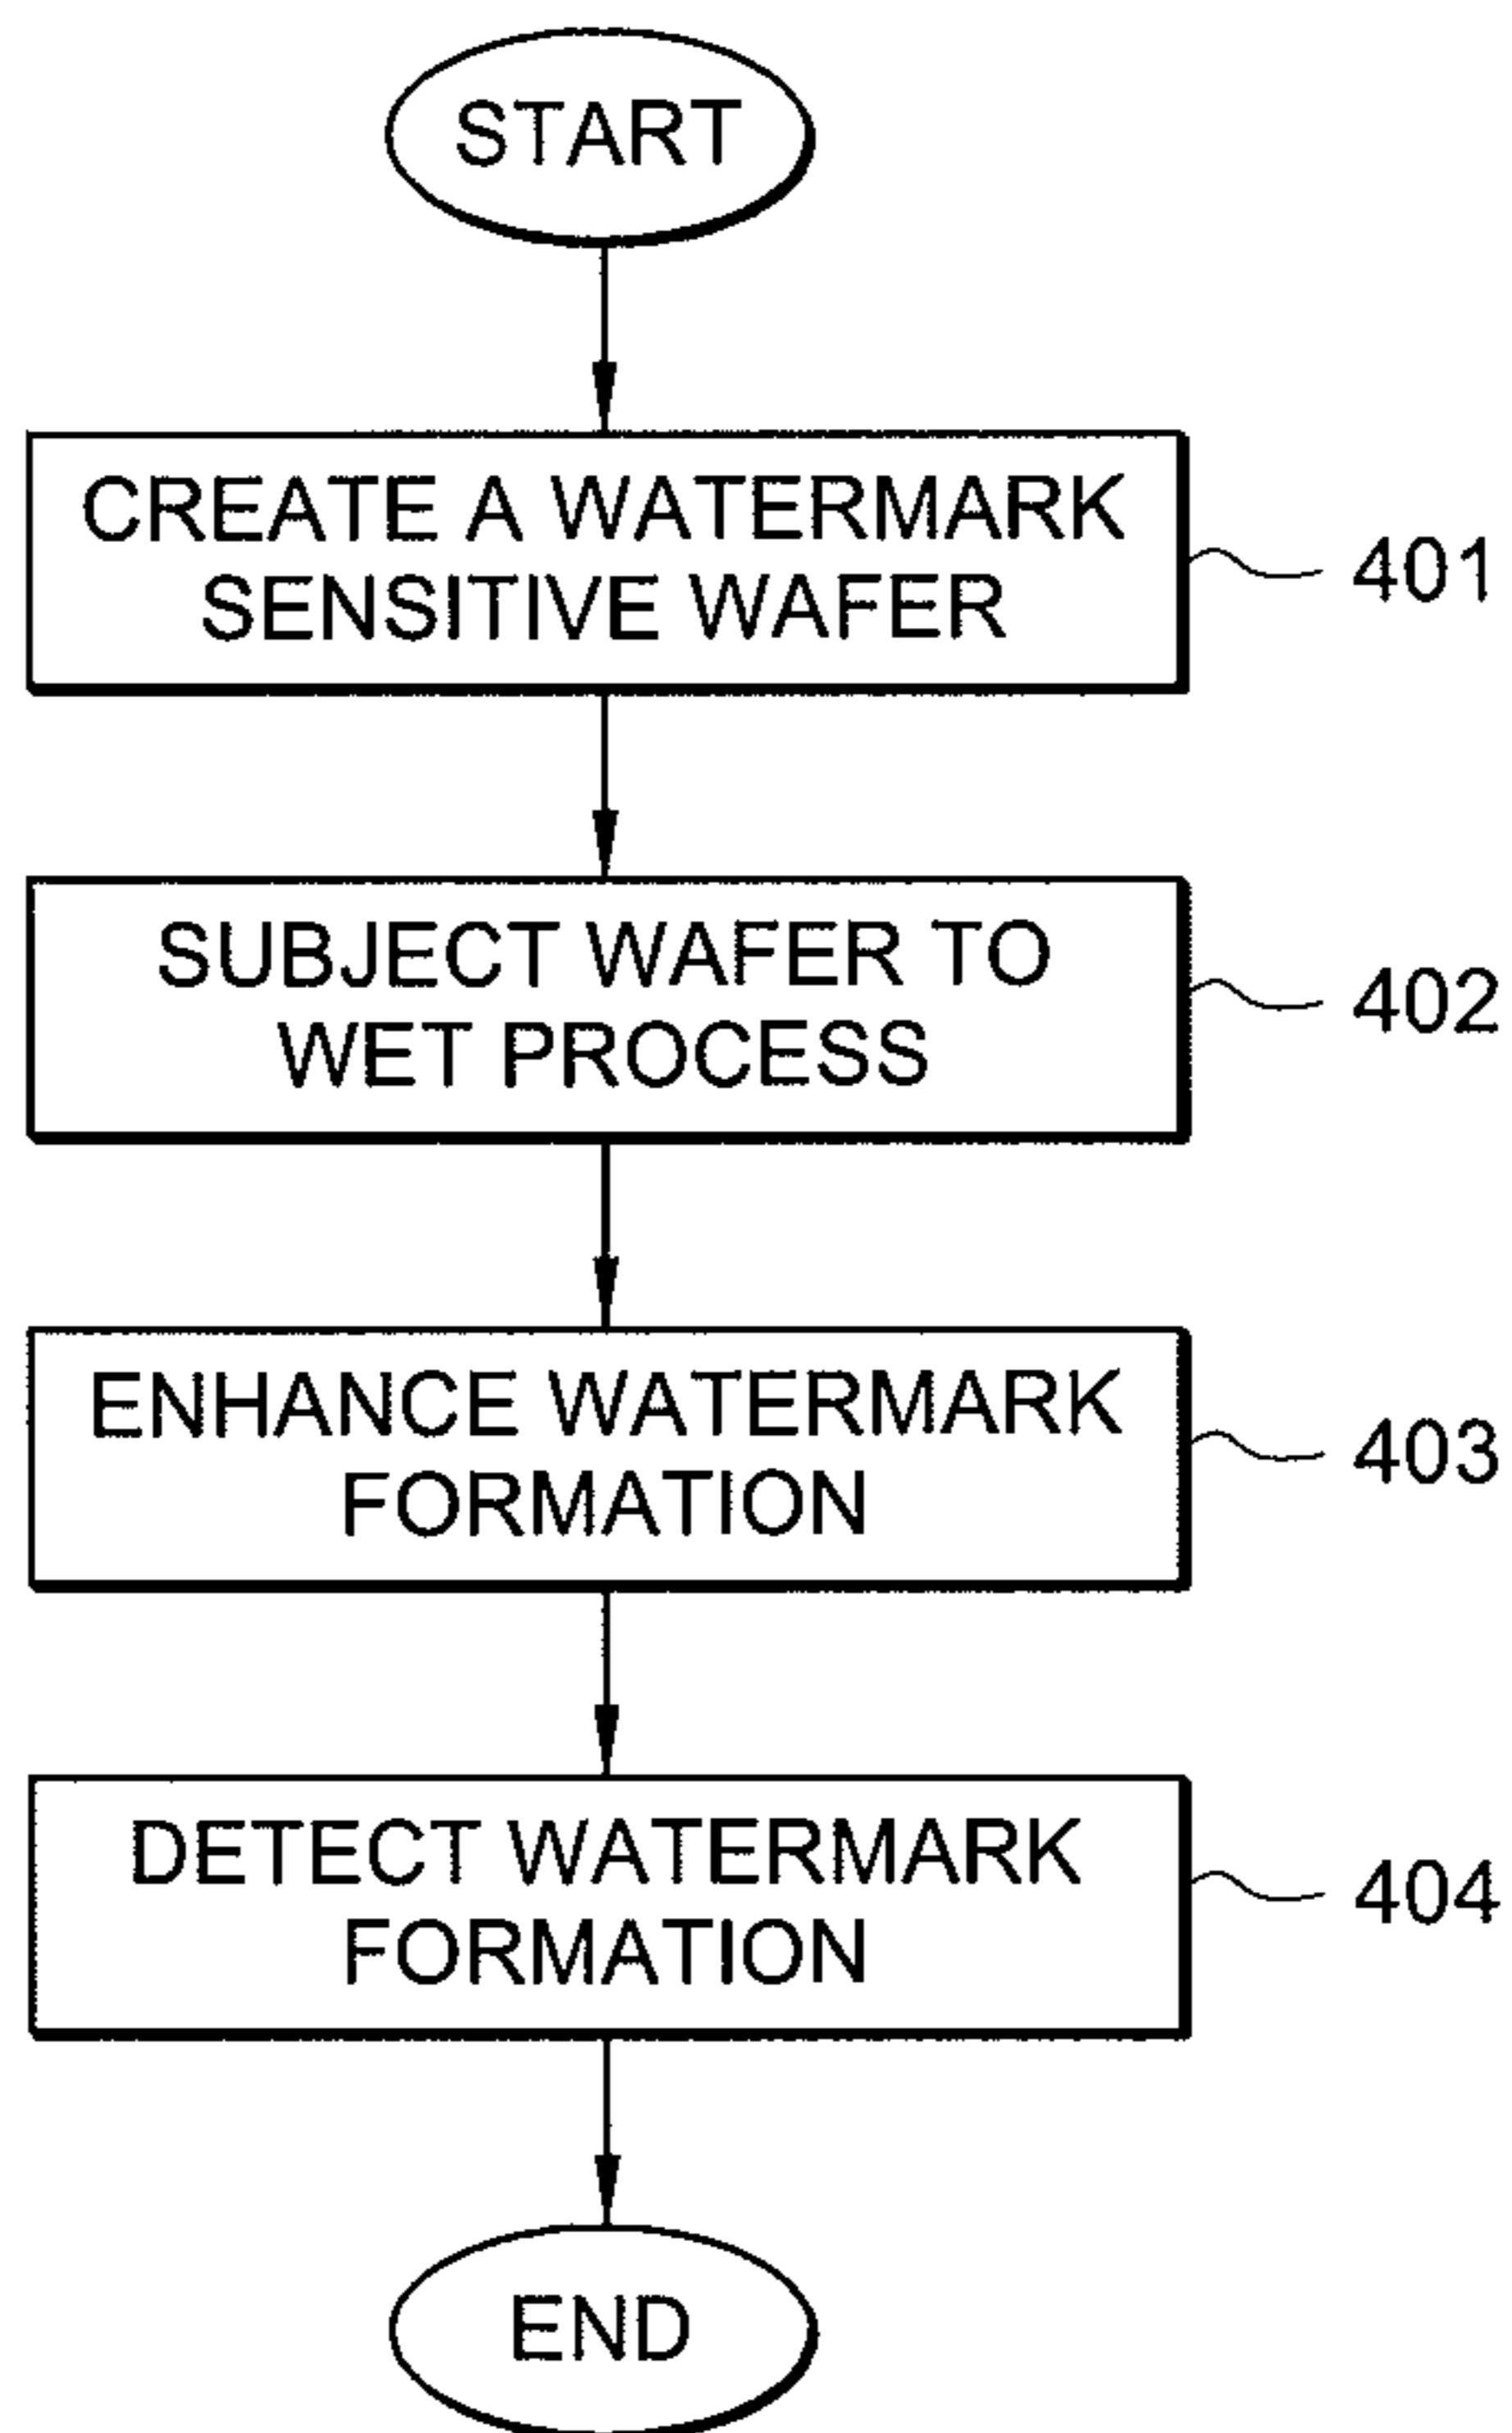 START
CREATE A WATERMARK
SENSITIVE WAFER
401
SUBJECT WAFER TO
WET PROCESS
402
ENHANCE WATERMARK
FORMATION
403
DETECT WATERMARK
FORMATION
404
END